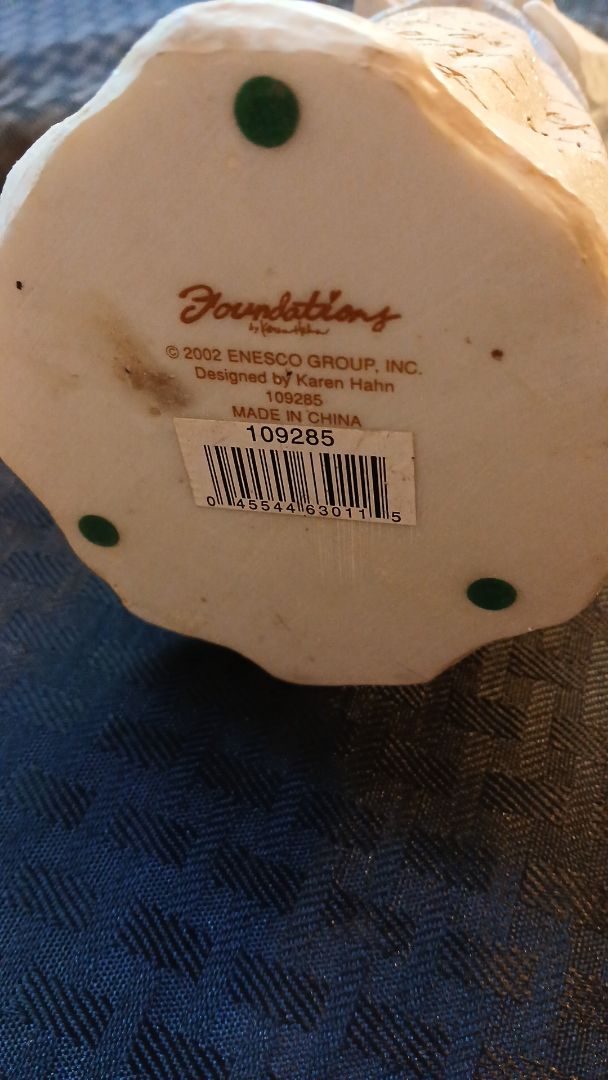 Foundations
by Karen Hahn
© 2002 ENESCO GROUP, INC.
Designed by Karen Hahn
109285
MADE IN CHINA
109285
0 45544 63011 5